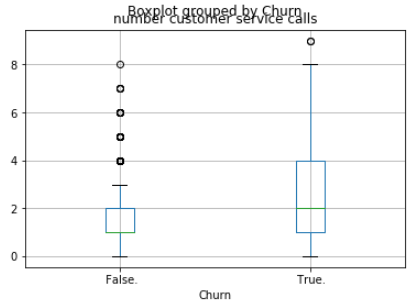 Boxplot grouped by Churn
number customer service calls
8
6
4
2
0
False.
True.
Churn